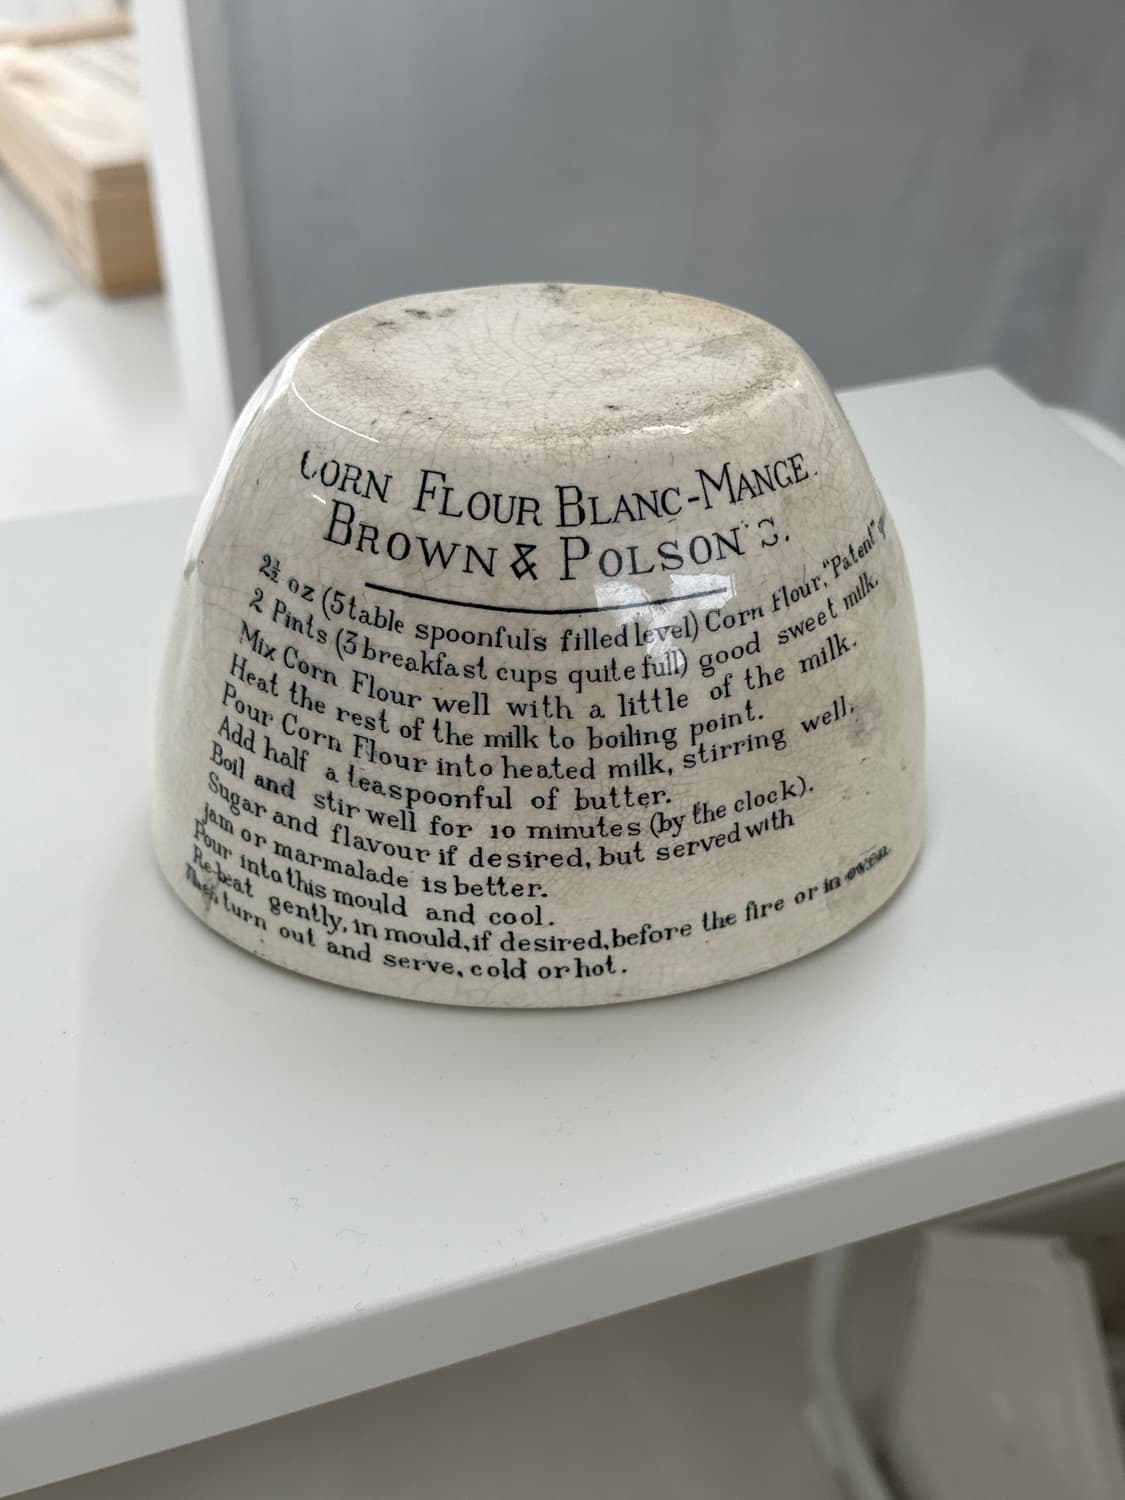 CORN FLOUR BLANC-MANGE.
BROWN & POLSON'S.
2½ oz (5 table spoonfuls filled level) Corn Flour, "Patent"
2 Pints (3 breakfast cups quite full) good sweet milk.
Mix Corn Flour well with a little of the milk.
Heat the rest of the milk to boiling point.
Pour Corn Flour into heated milk, stirring well,
Add half a teaspoonful of butter.
Boil and stir well for 10 minutes (by the clock).
Sugar and flavour if desired, but served with
jam or marmalade is better.
Pour into this mould and cool.
Re-heat gently, in mould, if desired, before the fire or in oven.
Then turn out and serve, cold or hot.